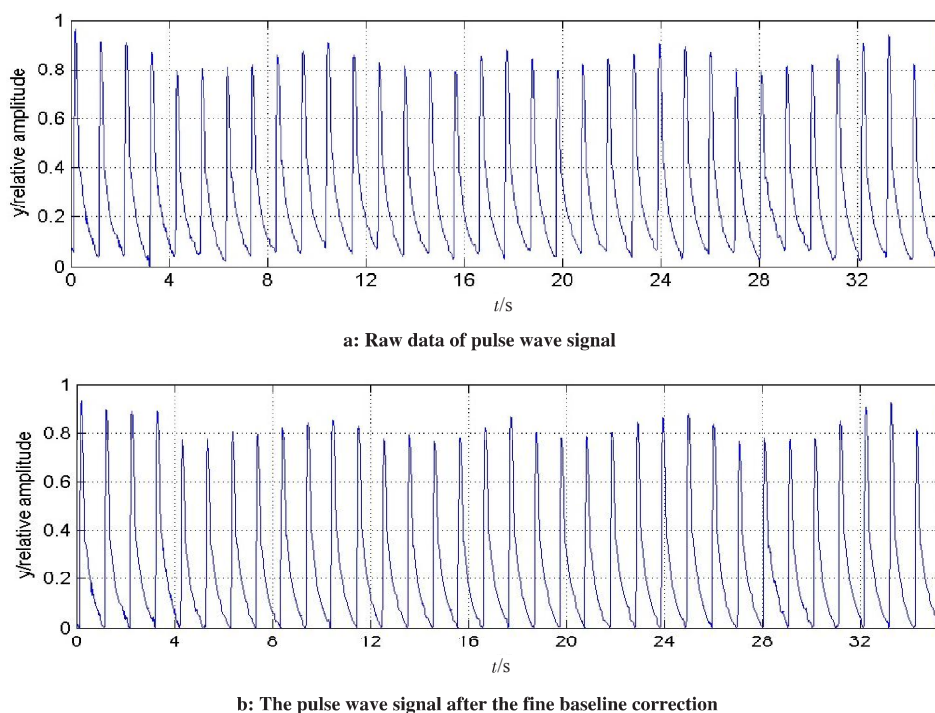 1
0.8
0.6
0.4
0.2
0
y/relative amplitude
0 4 8 12 16 20 24 28 32
t/s
a: Raw data of pulse wave signal
1
0.8
0.6
0.4
0.2
0
y/relative amplitude
0 4 8 12 16 20 24 28 32
t/s
b: The pulse wave signal after the fine baseline correction